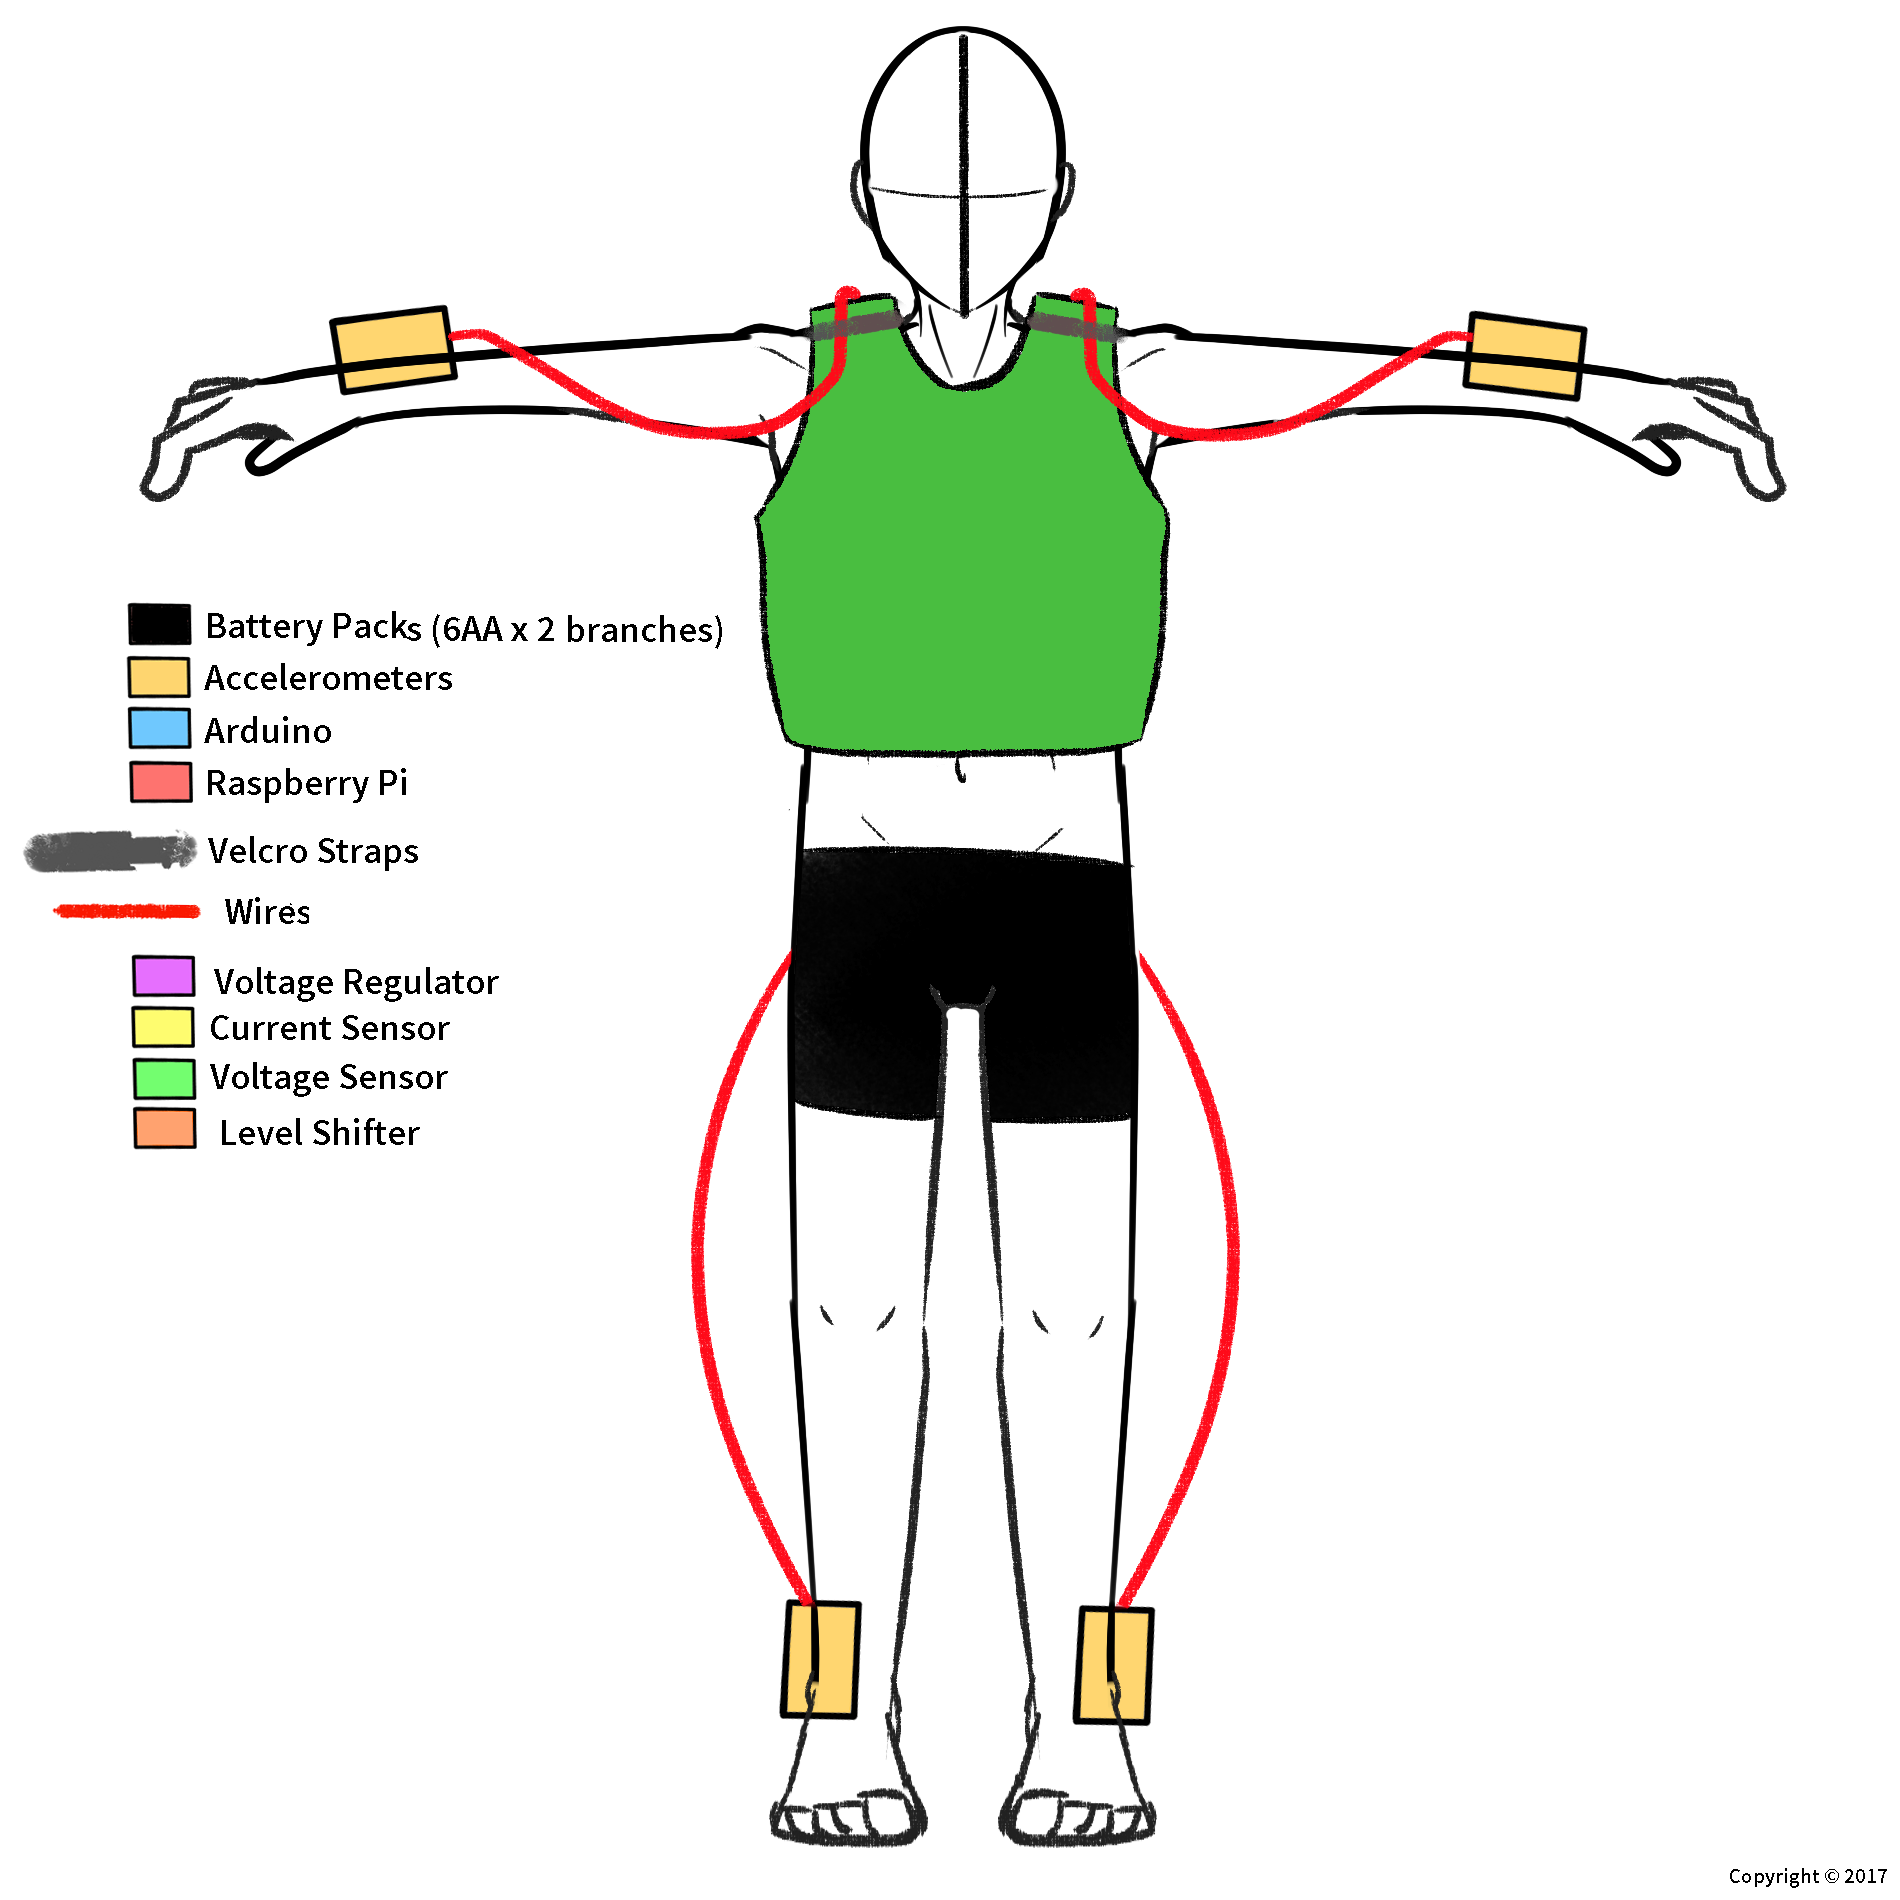 Battery Packs (6AA x 2 branches)
Accelerometers
Arduino
Raspberry Pi
Velcro Straps
Wires
Voltage Regulator
Current Sensor
Voltage Sensor
Level Shifter
Copyright © 2017